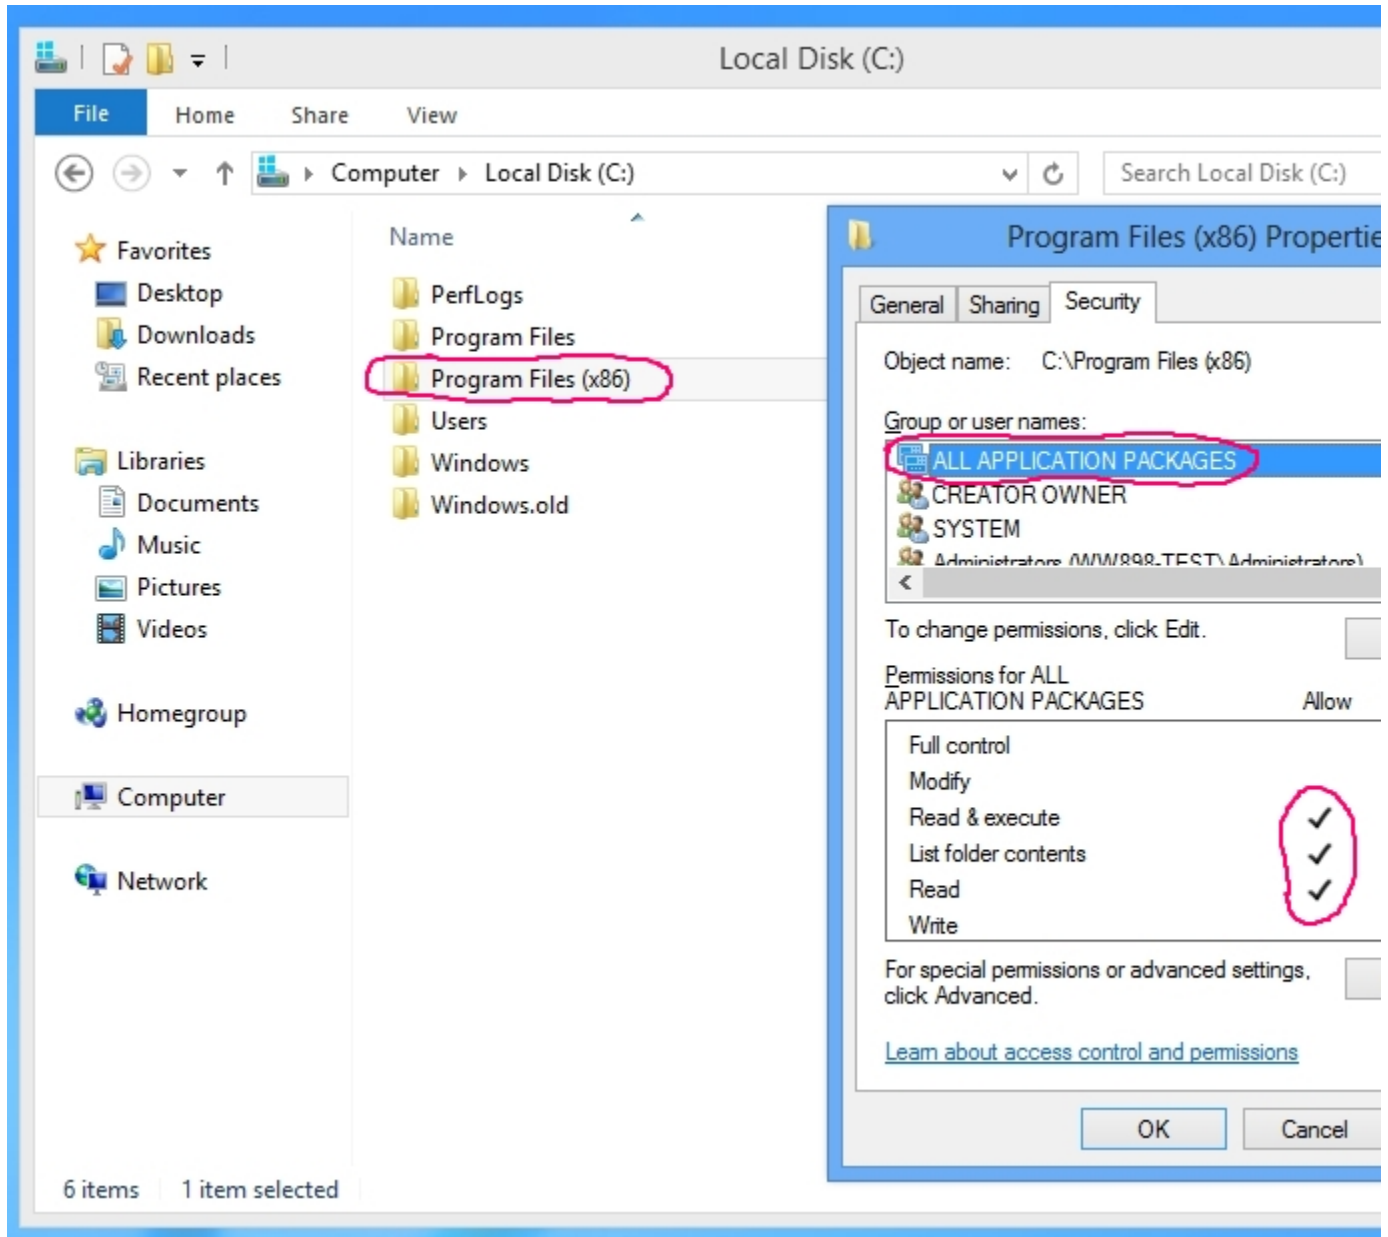 Local Disk (C:)
File Home Share View
Computer Local Disk (C:)
Search Local Disk (C:)
Favorites
Desktop
Downloads
Recent places
Libraries
Documents
Music
Pictures
Videos
Homegroup
Computer
Network
Name
PerfLogs
Program Files
Program Files (x86)
Users
Windows
Windows.old
6 items 1 item selected
Program Files (x86) Propertie
General Sharing Security
Object name: C:\Program Files (x86)
Group or user names:
ALL APPLICATION PACKAGES
CREATOR OWNER
SYSTEM
Administrators (WW898-TEST\Administrators)
To change permissions, click Edit.
Permissions for ALL
APPLICATION PACKAGES Allow
Full control
Modify
Read & execute
List folder contents
Read
Write
For special permissions or advanced settings,
click Advanced.
Learn about access control and permissions
OK Cancel